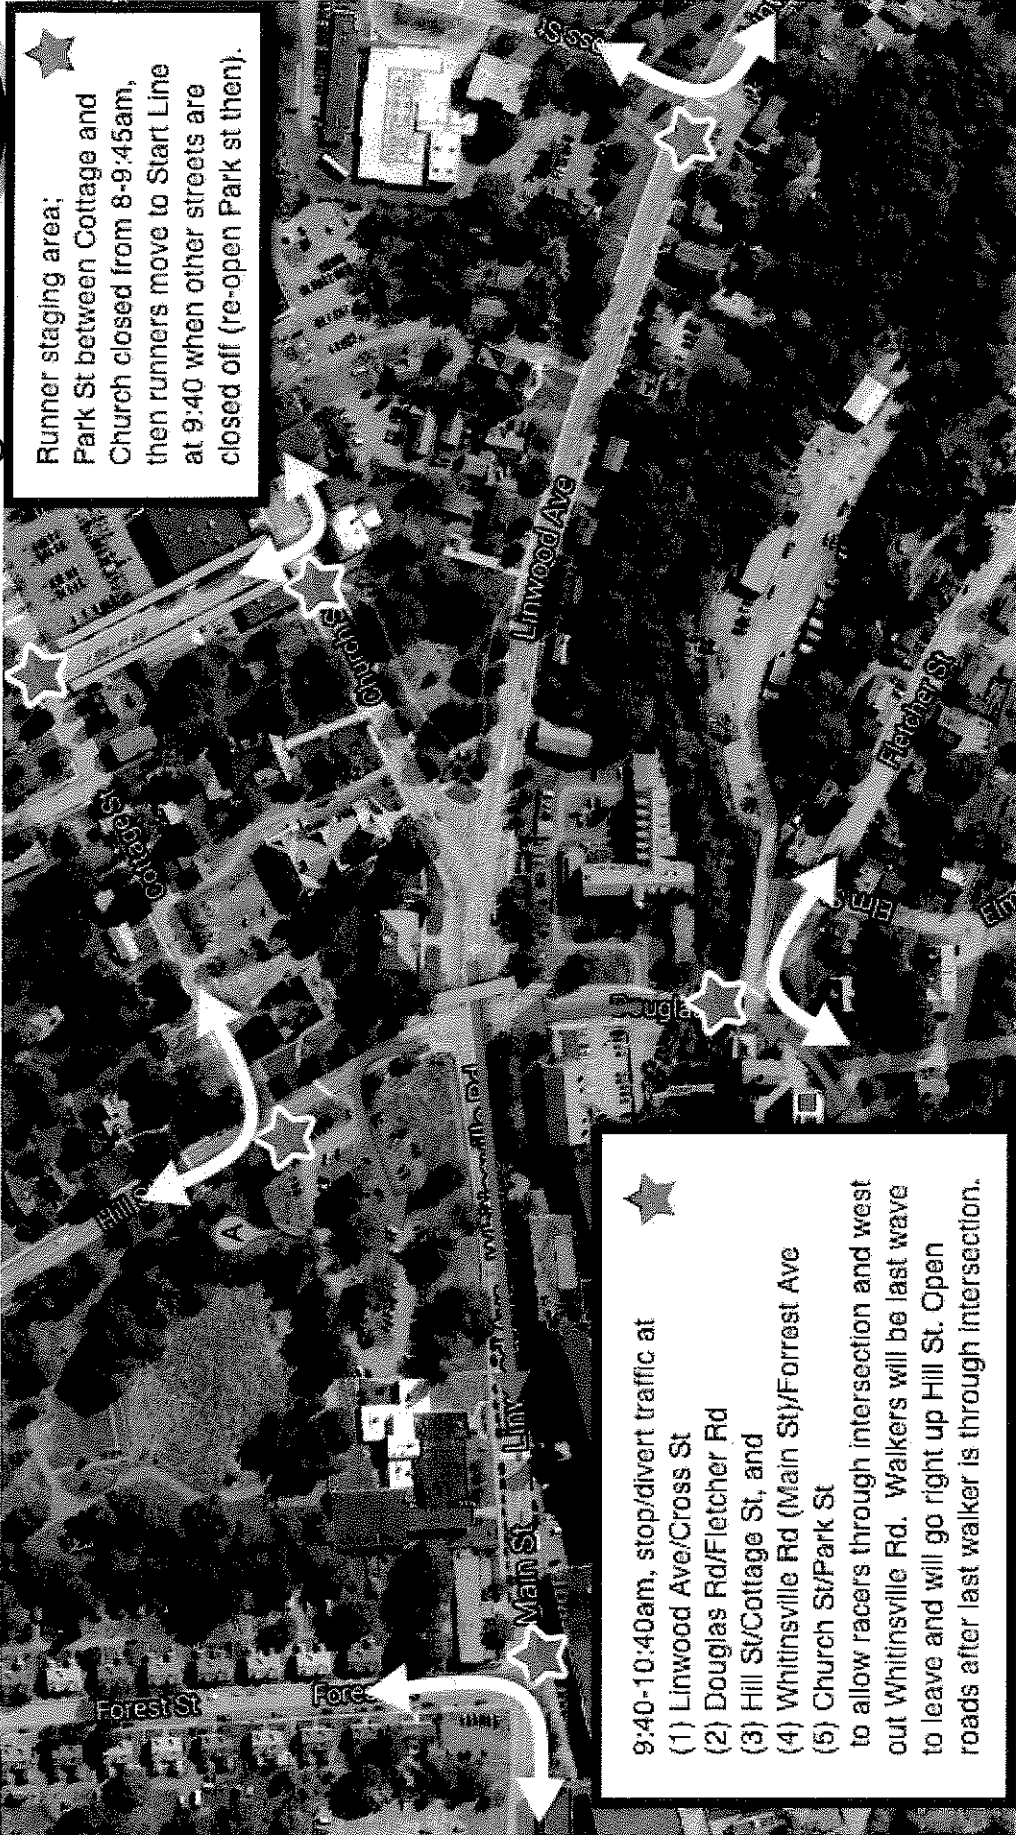 Runner staging area;
Park St between Cottage and
Church closed from 8-9:45am,
then runners move to Start Line
at 9:40 when other streets are
closed off (re-open Park st then).
9:40-10:40am, stop/divert traffic at
(1) Linwood Ave/Cross St
(2) Douglas Rd/Fletcher Rd
(3) Hill St/Cottage St, and
(4) Whitinsville Rd (Main St)/Forrest Ave
(5) Church St/Park St
to allow racers through intersection and west
out Whitinsville Rd. Walkers will be last wave
to leave and will go right up Hill St. Open
roads after last walker is through intersection.
Forest St
Fores
Main St
Linw
Hill S
A
Cottage St
Church St
Linwood Ave
Douglas
Fletcher St